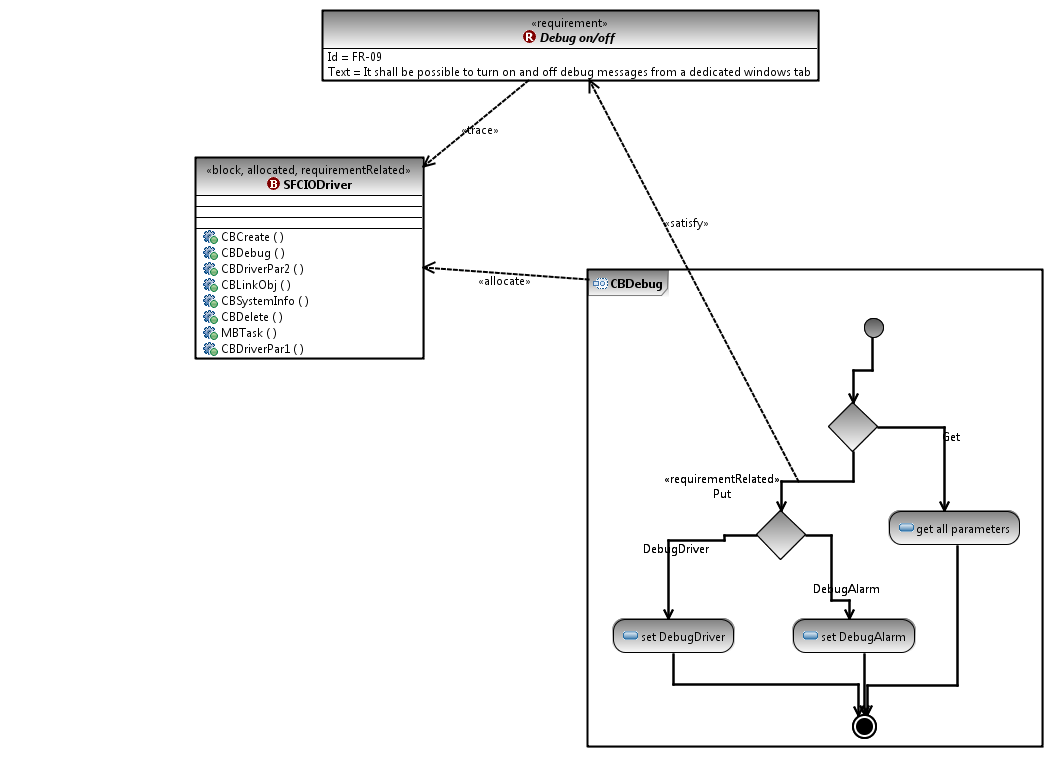 «requirement»
R Debug on/off
Id = FR-09
Text = It shall be possible to turn on and off debug messages from a dedicated windows tab
«trace»
«block, allocated, requirementRelated»
B SFCIODriver
CBCreate ( )
CBDebug ( )
CBDriverPar2 ( )
CBLinkObj ( )
CBSystemInfo ( )
CBDelete ( )
MBTask ( )
CBDriverPar1 ( )
«satisfy»
«allocate»
CBDebug
Get
«requirementRelated»
Put
get all parameters
DebugDriver
DebugAlarm
set DebugDriver
set DebugAlarm